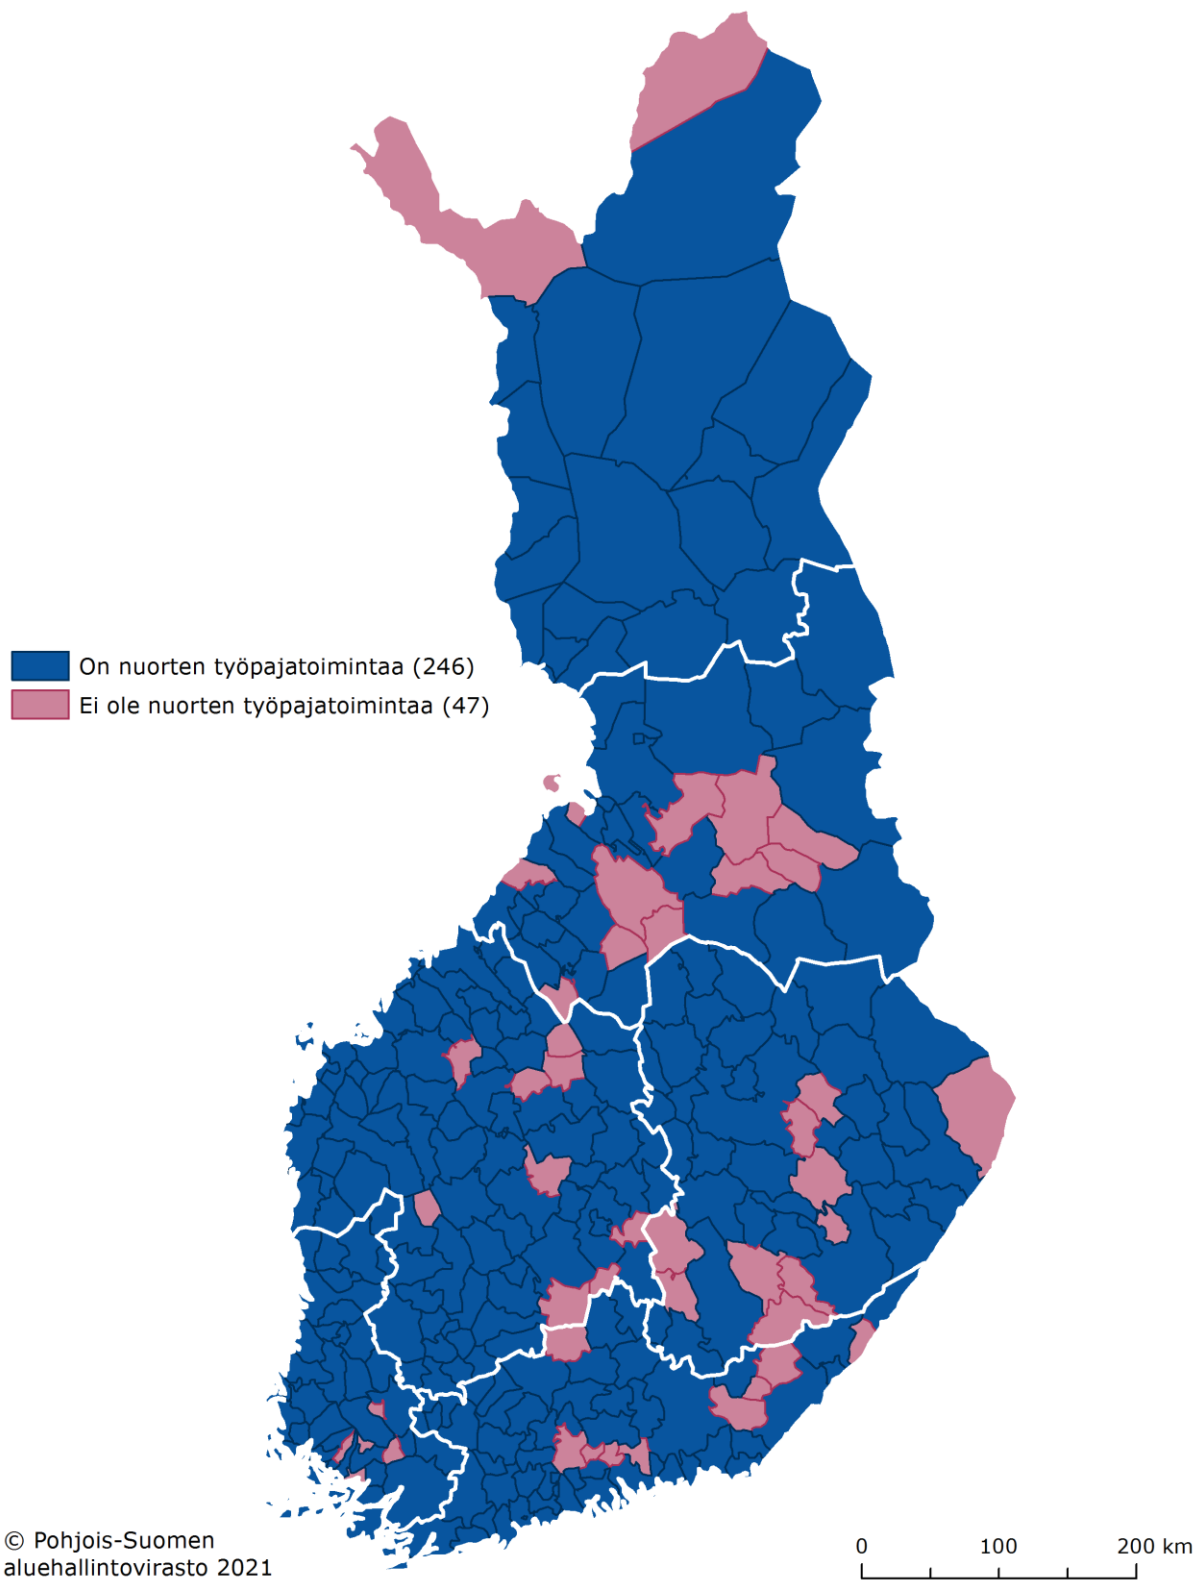 On nuorten työpajatoimintaa (246)
Ei ole nuorten työpajatoimintaa (47)
© Pohjois-Suomen
aluehallintovirasto 2021
0 100 200 km